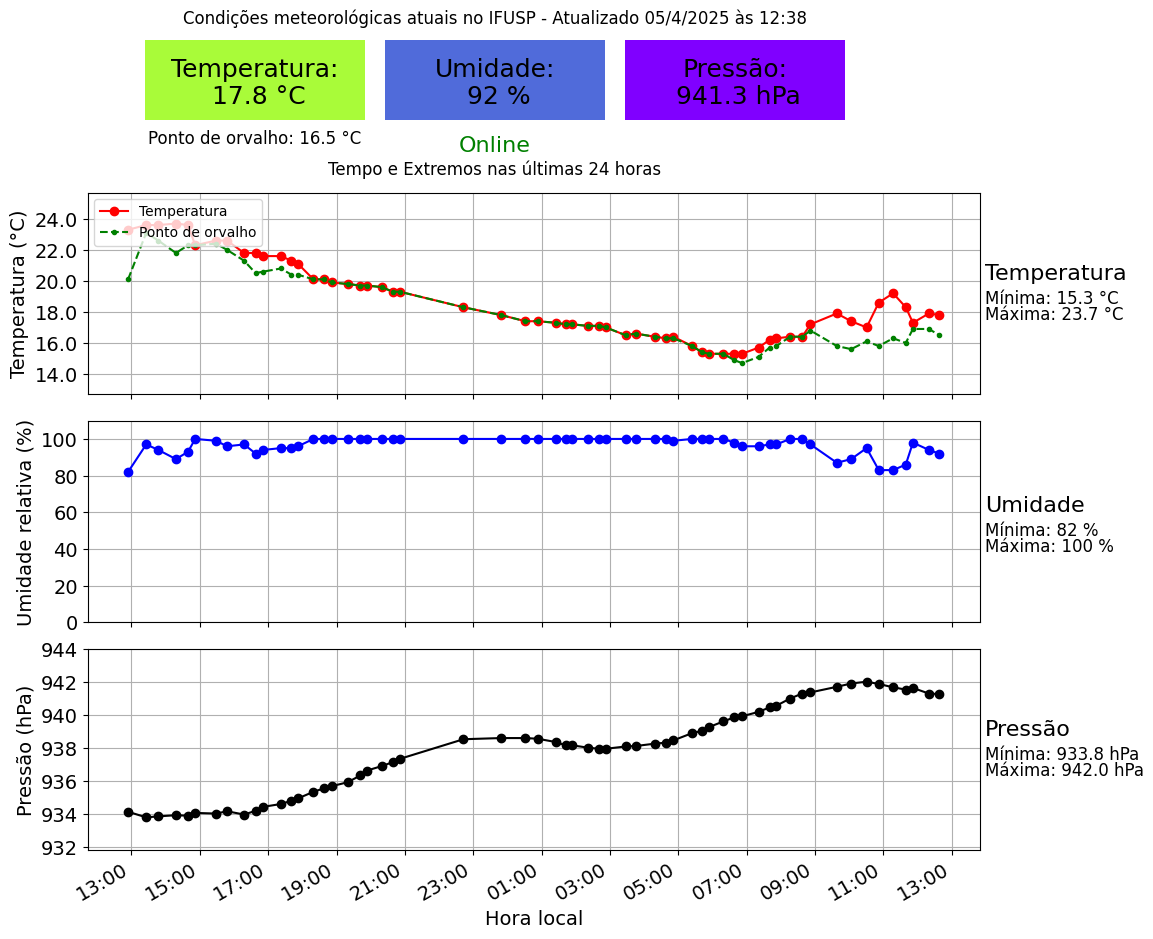 Condições meteorológicas atuais no IFUSP - Atualizado 05/4/2025 às 12:38
Temperatura:
17.8 °C
Umidade:
92 %
Pressão:
941.3 hPa
Ponto de orvalho: 16.5 °C
Online
Tempo e Extremos nas últimas 24 horas
Temperatura (°C)
24.0
22.0
20.0
18.0
16.0
14.0
Temperatura
Ponto de orvalho
Temperatura
Mínima: 15.3 °C
Máxima: 23.7 °C
Umidade relativa (%)
100
80
60
40
20
0
Umidade
Mínima: 82 %
Máxima: 100 %
Pressão (hPa)
944
942
940
938
936
934
932
Pressão
Mínima: 933.8 hPa
Máxima: 942.0 hPa
13:00
15:00
17:00
19:00
21:00
23:00
01:00
03:00
05:00
07:00
09:00
11:00
13:00
Hora local